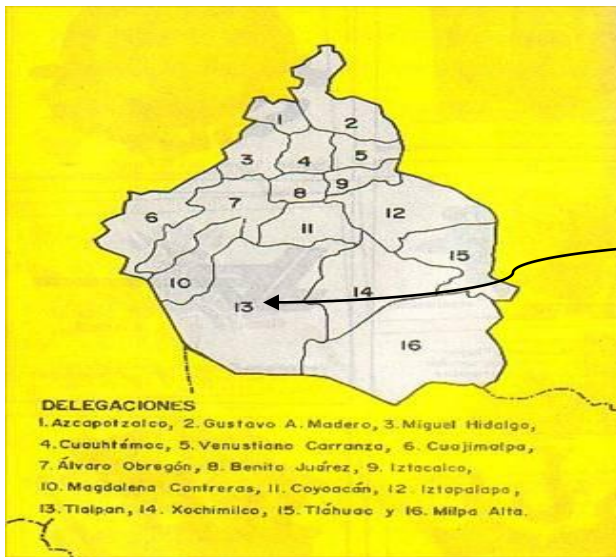 1
2
3
4
5
9
8
7
6
12
11
15
10
14
13
16
DELEGACIONES
1. Azcapotzalco, 2. Gustavo A. Madero, 3. Miguel Hidalgo,
4. Cuauhtémoc, 5. Venustiano Carranza, 6. Cuajimalpa,
7. Álvaro Obregón, 8. Benito Juárez, 9. Iztacalco,
10. Magdalena Contreras, 11. Coyoacán, 12. Iztapalapa,
13. Tlalpan, 14. Xochimilco, 15. Tláhuac y 16. Milpa Alta.